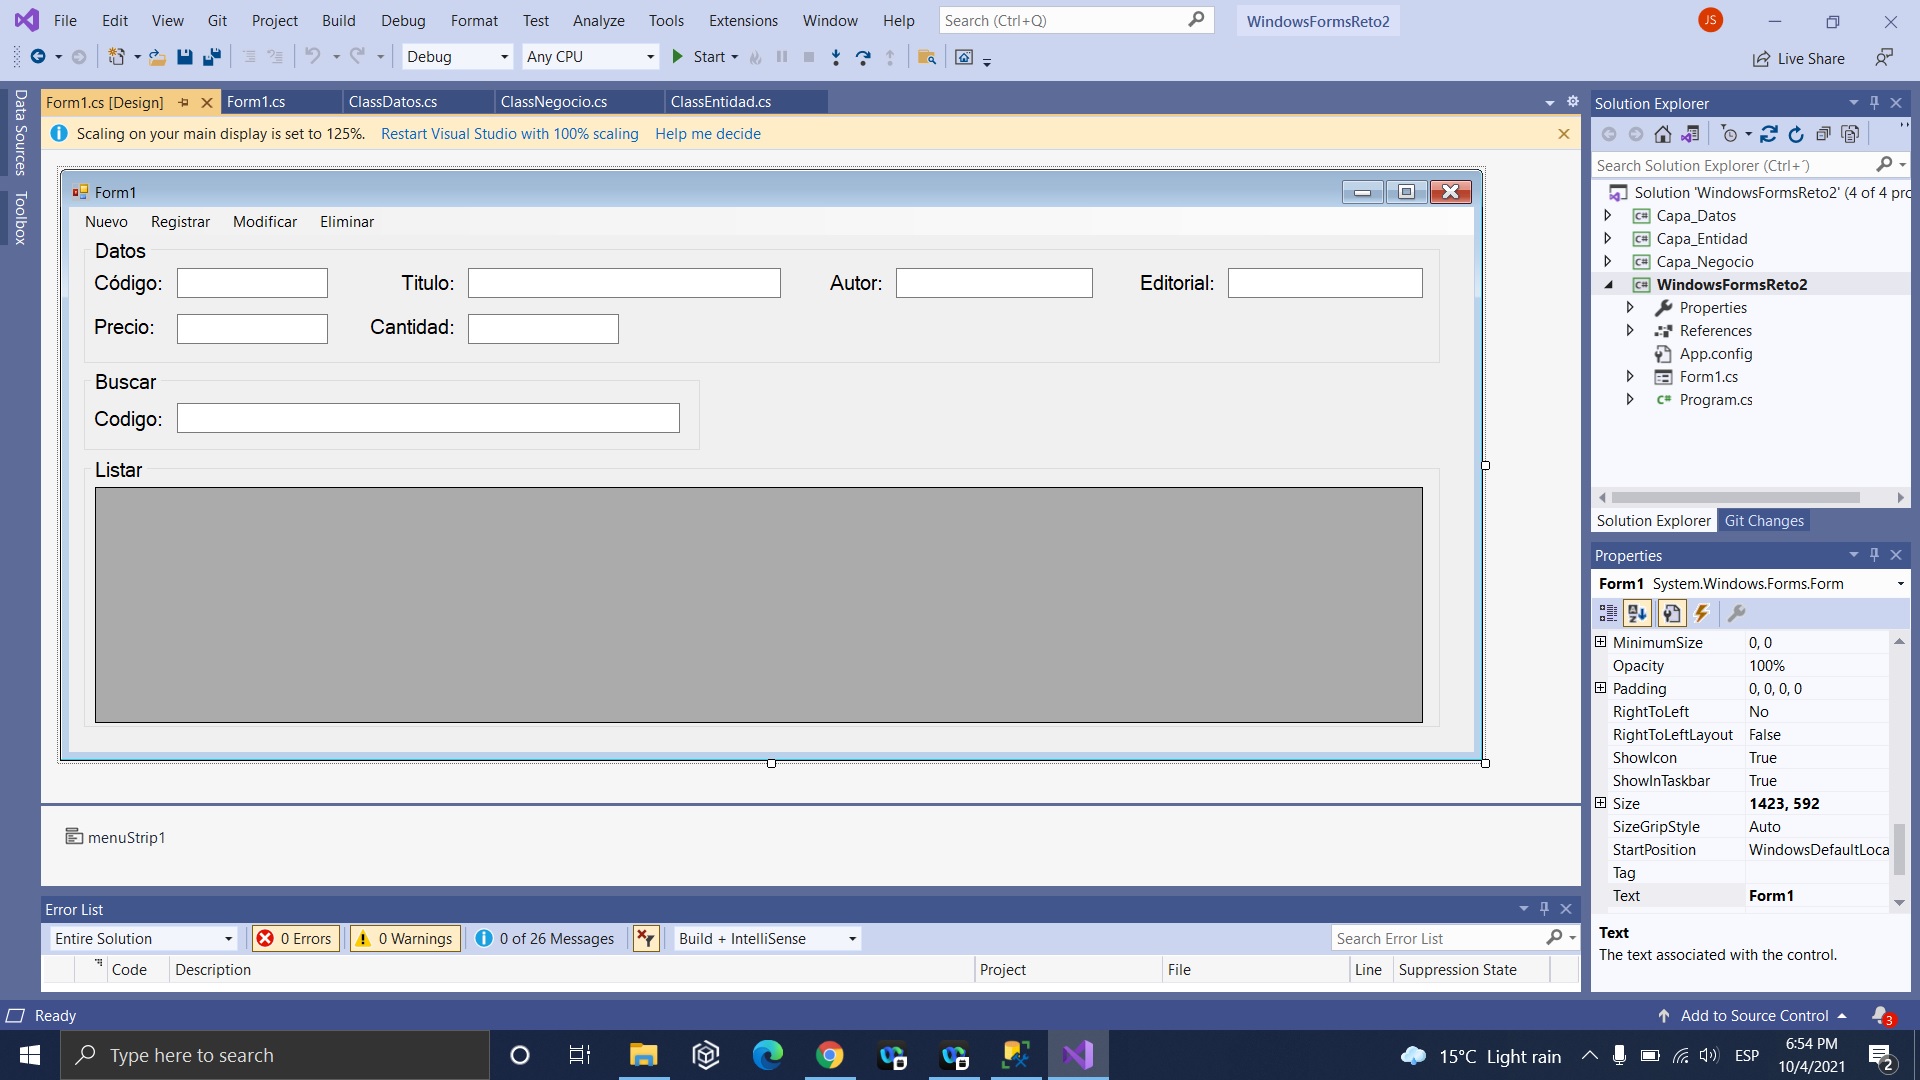 File Edit View Git Project Build Debug Format Test Analyze Tools Extensions Window Help Search (Ctrl+Q) WindowsFormsReto2 JS
Debug Any CPU Start Live Share
Data Sources
Toolbox
Form1.cs [Design] Form1.cs ClassDatos.cs ClassNegocio.cs ClassEntidad.cs
Scaling on your main display is set to 125%. Restart Visual Studio with 100% scaling Help me decide
Form1
Nuevo Registrar Modificar Eliminar
Datos
Código: Titulo: Autor: Editorial:
Precio: Cantidad:
Buscar
Codigo:
Listar
menuStrip1
Error List
Entire Solution 0 Errors 0 Warnings 0 of 26 Messages Build + IntelliSense Search Error List
Code Description Project File Line Suppression State
Solution Explorer
Search Solution Explorer (Ctrl+´)
Solution 'WindowsFormsReto2' (4 of 4 pro
C# Capa_Datos
C# Capa_Entidad
C# Capa_Negocio
C# WindowsFormsReto2
Properties
References
App.config
Form1.cs
C# Program.cs
Solution Explorer Git Changes
Properties
Form1 System.Windows.Forms.Form
MinimumSize 0, 0
Opacity 100%
Padding 0, 0, 0, 0
RightToLeft No
RightToLeftLayout False
ShowIcon True
ShowInTaskbar True
Size 1423, 592
SizeGripStyle Auto
StartPosition WindowsDefaultLoca
Tag
Text Form1
Text
The text associated with the control.
Ready Add to Source Control 3
Type here to search 15°C Light rain ESP 6:54 PM
10/4/2021 2